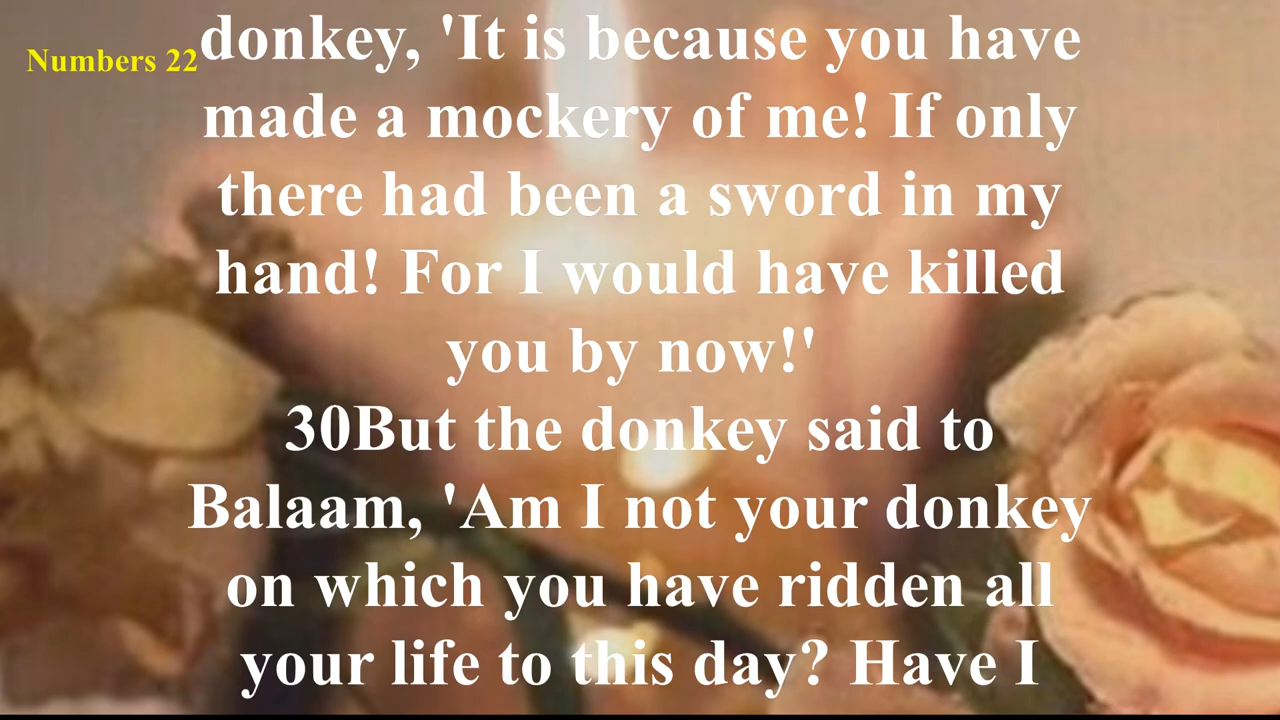 Numbers 22
donkey, 'It is because you have
made a mockery of me! If only
there had been a sword in my
hand! For I would have killed
you by now!'
30But the donkey said to
Balaam, 'Am I not your donkey
on which you have ridden all
your life to this day? Have I